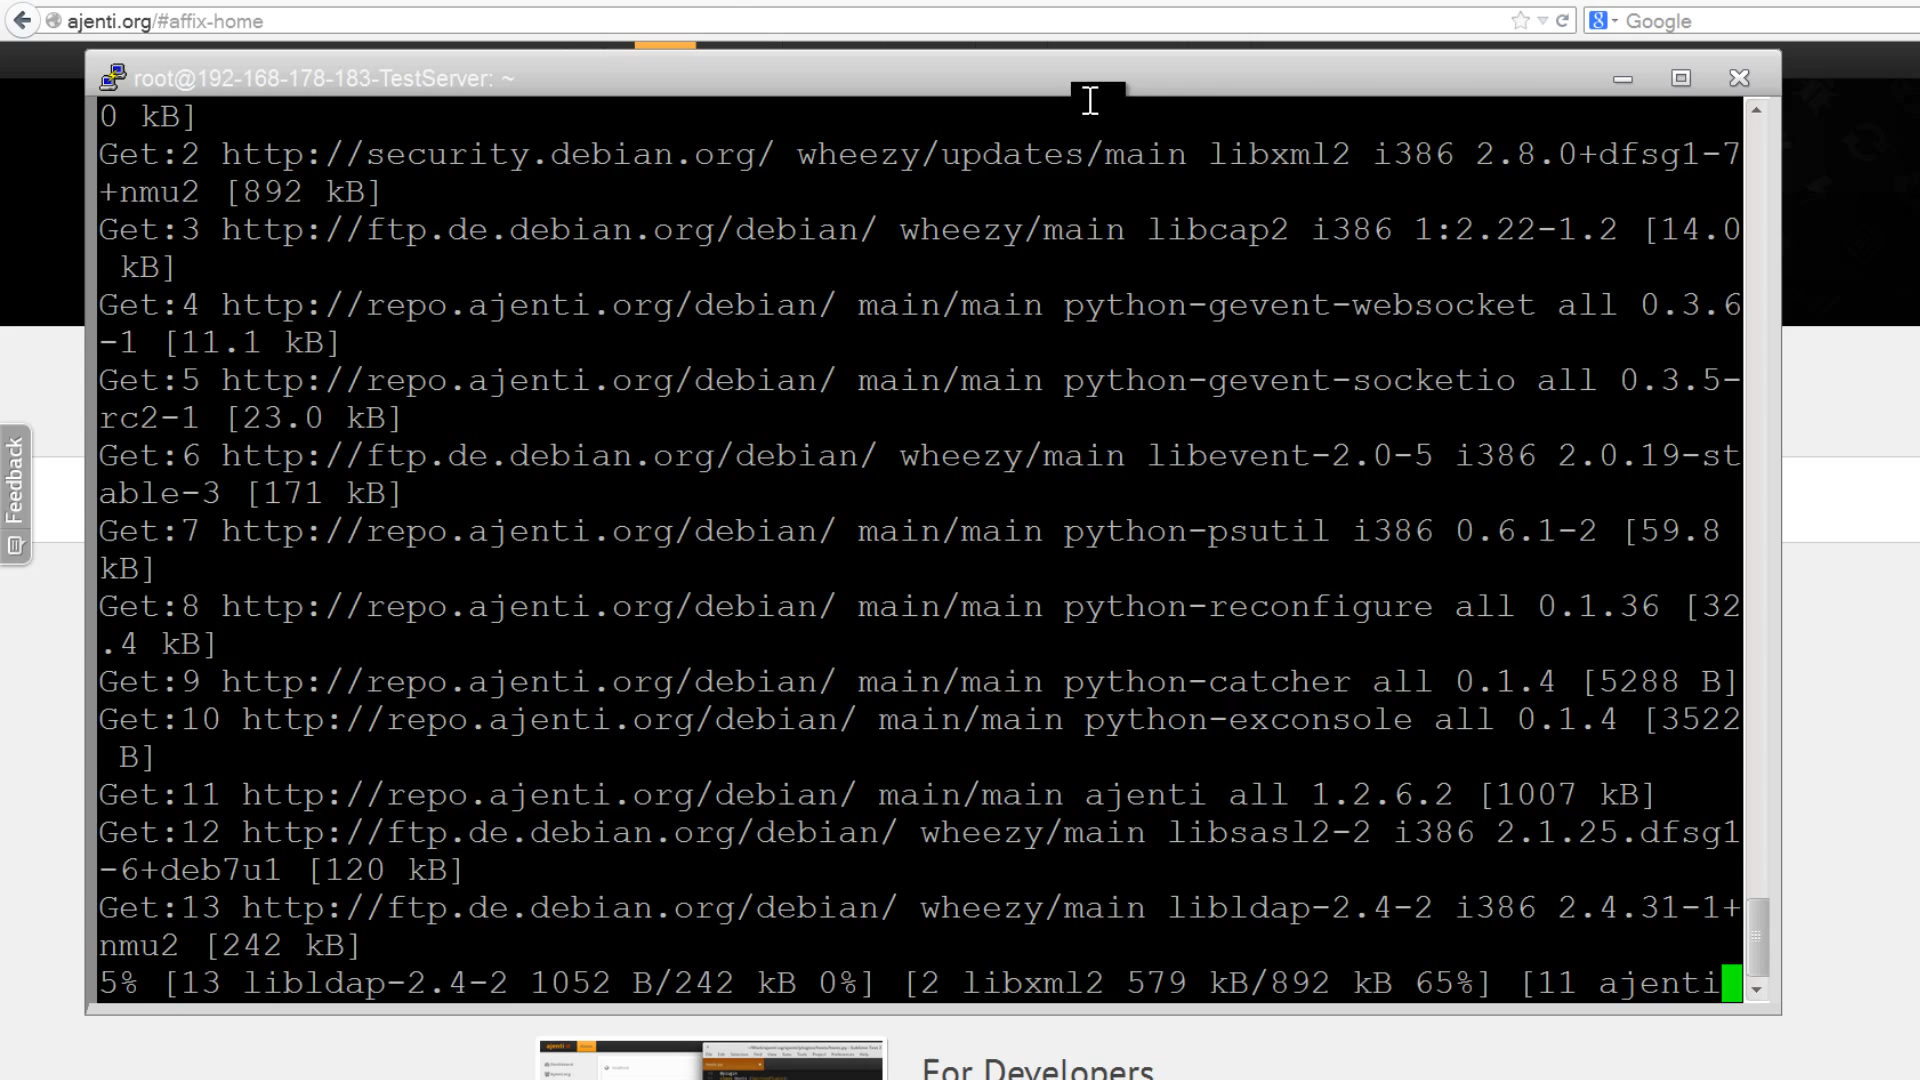 ajenti.org/#affix-home
8 Google
root@192-168-178-183-TestServer: ~
0 kB]
Get:2 http://security.debian.org/ wheezy/updates/main libxml2 i386 2.8.0+dfsg1-7
+nmu2 [892 kB]
Get:3 http://ftp.de.debian.org/debian/ wheezy/main libcap2 i386 1:2.22-1.2 [14.0
kB]
Get:4 http://repo.ajenti.org/debian/ main/main python-gevent-websocket all 0.3.6
-1 [11.1 kB]
Get:5 http://repo.ajenti.org/debian/ main/main python-gevent-socketio all 0.3.5-
rc2-1 [23.0 kB]
Get:6 http://ftp.de.debian.org/debian/ wheezy/main libevent-2.0-5 i386 2.0.19-st
able-3 [171 kB]
Feedback
Get:7 http://repo.ajenti.org/debian/ main/main python-psutil i386 0.6.1-2 [59.8
kB]
Get:8 http://repo.ajenti.org/debian/ main/main python-reconfigure all 0.1.36 [32
.4 kB]
Get:9 http://repo.ajenti.org/debian/ main/main python-catcher all 0.1.4 [5288 B]
Get:10 http://repo.ajenti.org/debian/ main/main python-exconsole all 0.1.4 [3522
B]
Get:11 http://repo.ajenti.org/debian/ main/main ajenti all 1.2.6.2 [1007 kB]
Get:12 http://ftp.de.debian.org/debian/ wheezy/main libsasl2-2 i386 2.1.25.dfsg1
-6+deb7u1 [120 kB]
Get:13 http://ftp.de.debian.org/debian/ wheezy/main libldap-2.4-2 i386 2.4.31-1+
nmu2 [242 kB]
5% [13 libldap-2.4-2 1052 B/242 kB 0%] [2 libxml2 579 kB/892 kB 65%] [11 ajenti
ajenti
For Developers